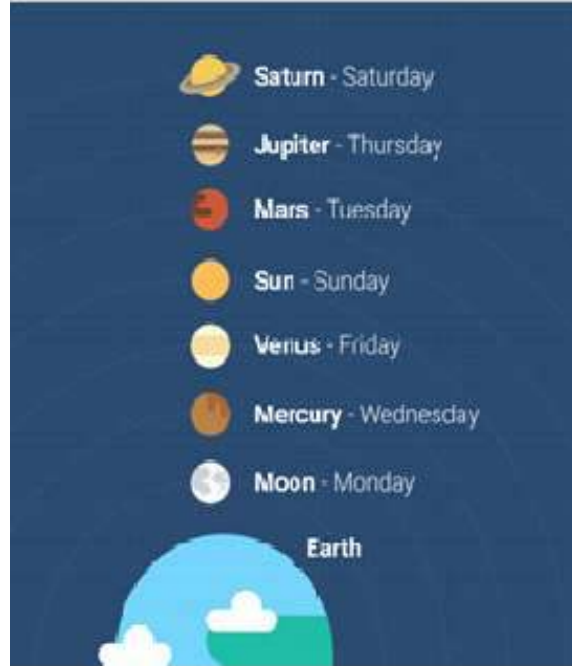 Saturn - Saturday
Jupiter - Thursday
Mars - Tuesday
Sun - Sunday
Venus - Friday
Mercury - Wednesday
Moon - Monday
Earth